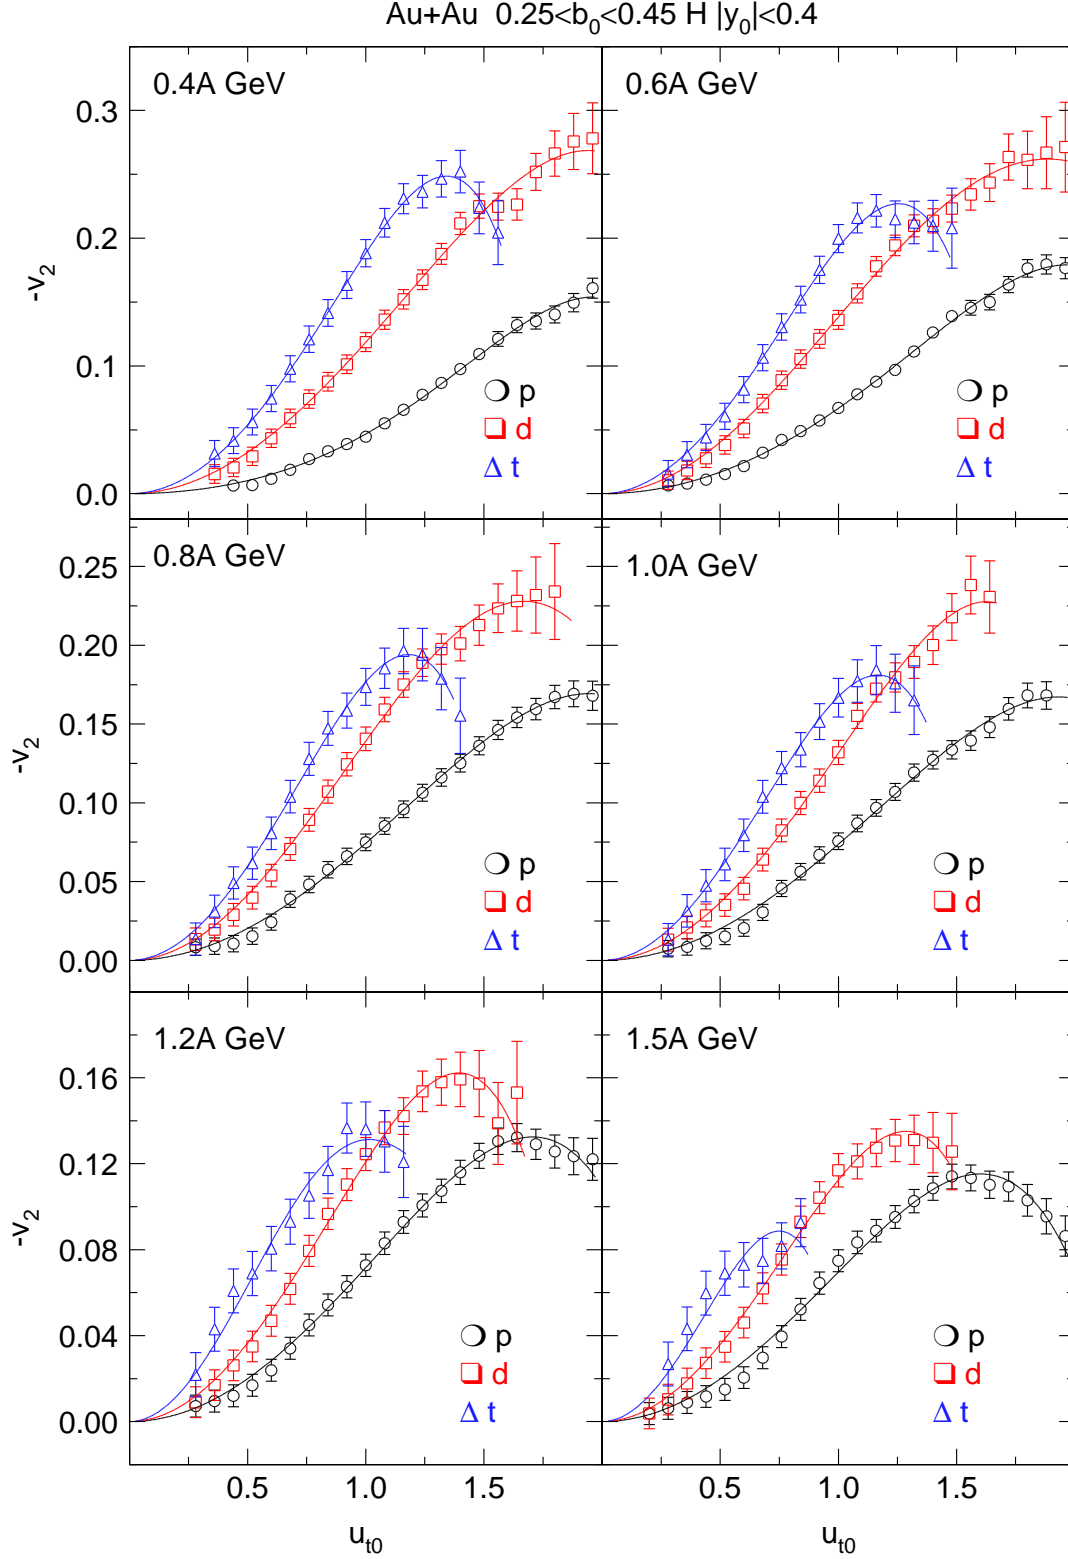 Au+Au 0.25<b0<0.45 H |y0|<0.4
0.4A GeV
0.6A GeV
0.3
0.2
0.1
0.0
-v2
p
d
t
p
d
t
0.8A GeV
1.0A GeV
0.25
0.20
0.15
0.10
0.05
0.00
-v2
p
d
t
p
d
t
1.2A GeV
1.5A GeV
0.16
0.12
0.08
0.04
0.00
-v2
p
d
t
p
d
t
0.5 1.0 1.5 0.5 1.0 1.5
ut0 ut0